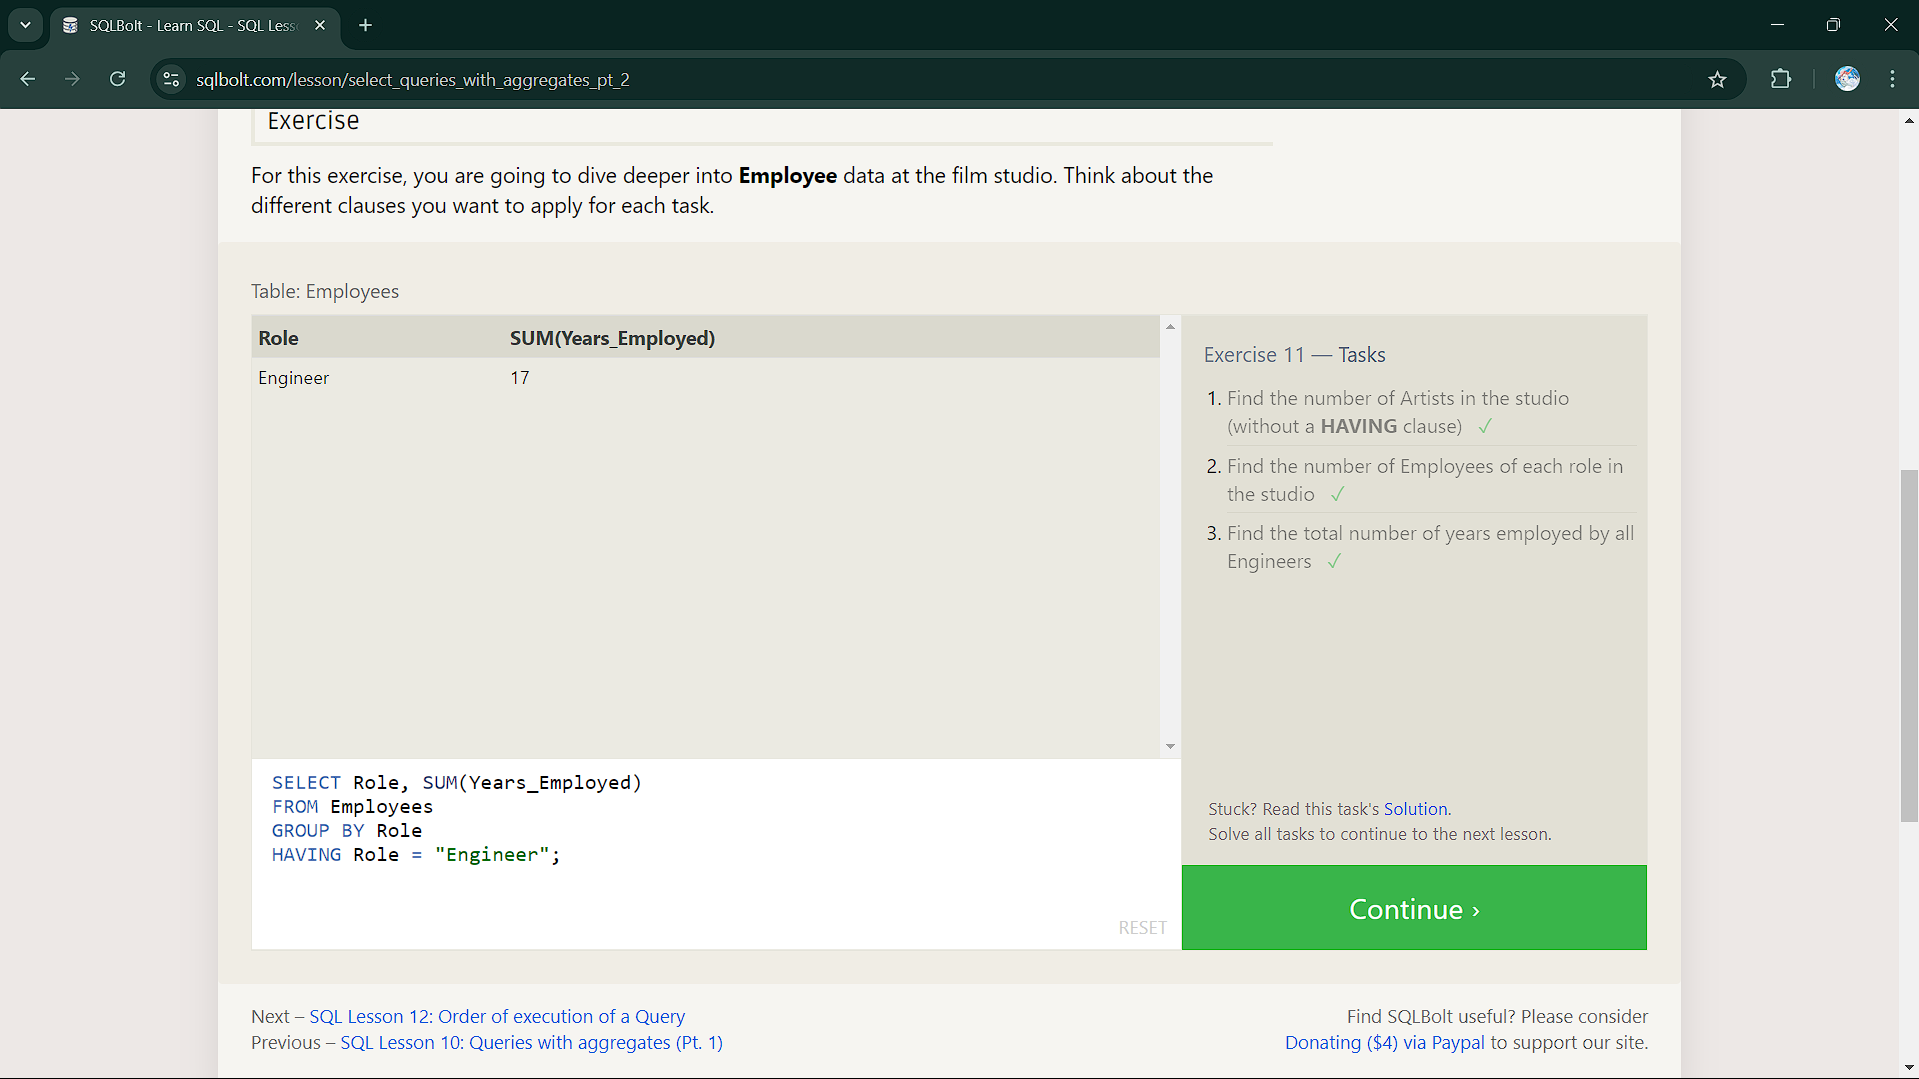 SQLBolt - Learn SQL - SQL Less
sqlbolt.com/lesson/select_queries_with_aggregates_pt_2
Exercise
For this exercise, you are going to dive deeper into Employee data at the film studio. Think about the
different clauses you want to apply for each task.
Table: Employees
Role SUM(Years_Employed)
Engineer 17
Exercise 11 — Tasks
1. Find the number of Artists in the studio
(without a HAVING clause) ✓
2. Find the number of Employees of each role in
the studio ✓
3. Find the total number of years employed by all
Engineers ✓
SELECT Role, SUM(Years_Employed)
FROM Employees
GROUP BY Role
HAVING Role = "Engineer";
RESET
Stuck? Read this task's Solution.
Solve all tasks to continue to the next lesson.
Continue ›
Next – SQL Lesson 12: Order of execution of a Query
Previous – SQL Lesson 10: Queries with aggregates (Pt. 1)
Find SQLBolt useful? Please consider
Donating ($4) via Paypal to support our site.